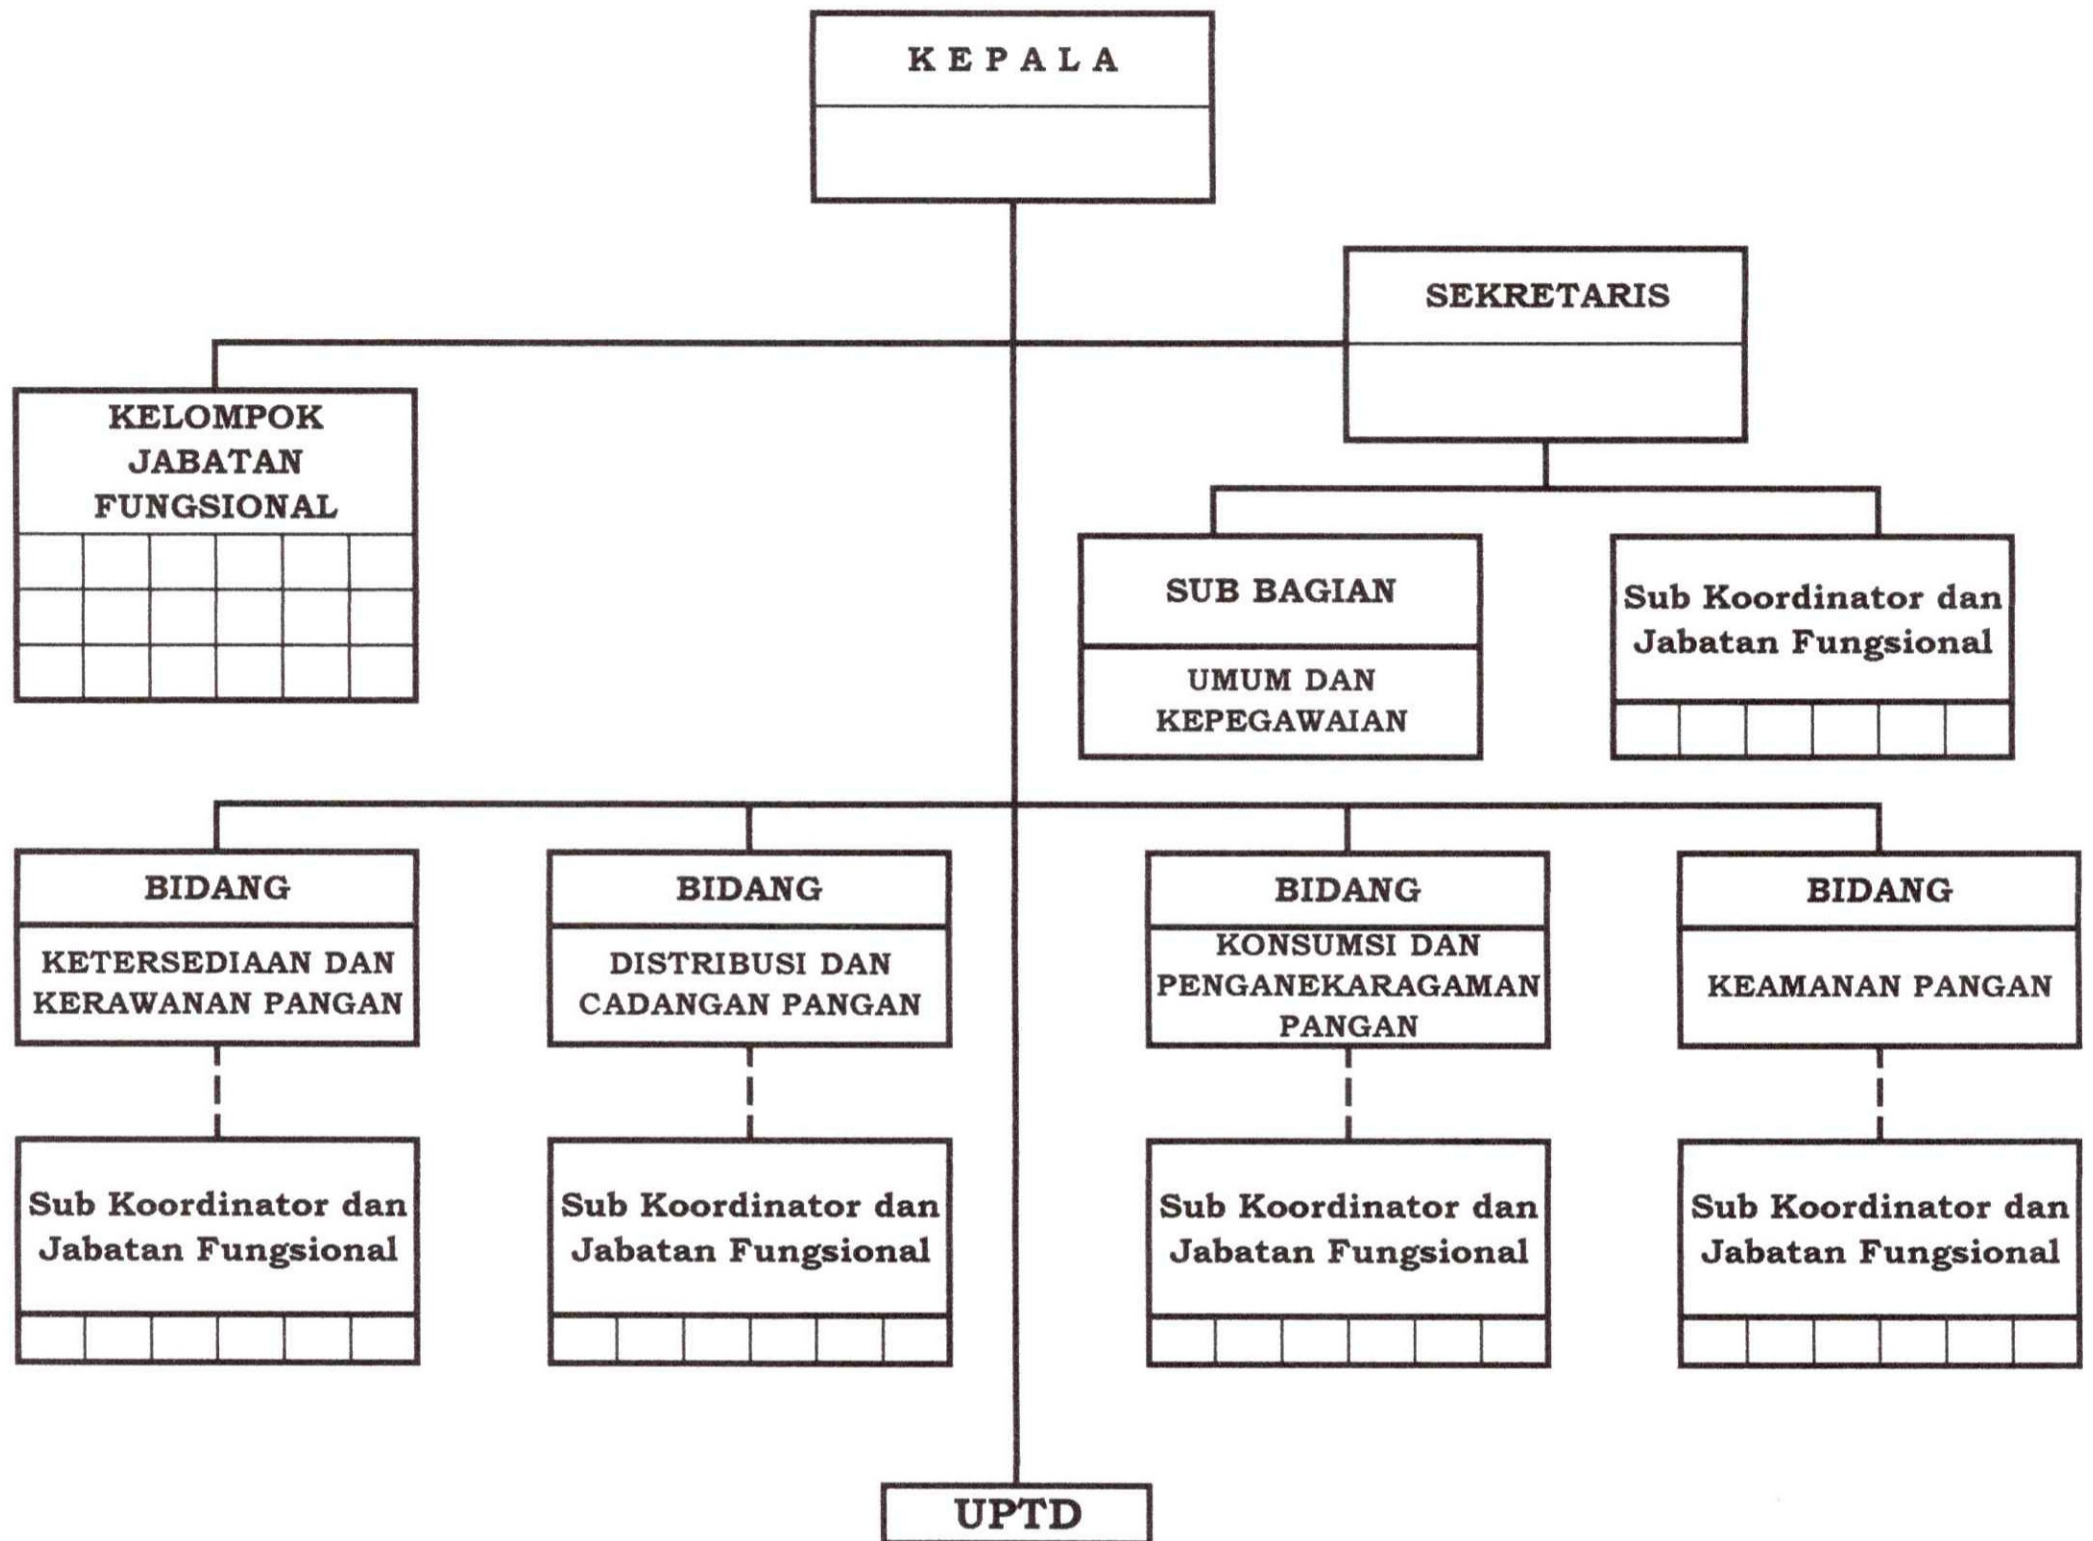 K E P A L A
SEKRETARIS
KELOMPOK
JABATAN
FUNGSIONAL
SUB BAGIAN
UMUM DAN
KEPEGAWAIAN
Sub Koordinator dan
Jabatan Fungsional
BIDANG
KETERSEDIAAN DAN
KERAWANAN PANGAN
BIDANG
DISTRIBUSI DAN
CADANGAN PANGAN
BIDANG
KONSUMSI DAN
PENGANEKARAGAMAN
PANGAN
BIDANG
KEAMANAN PANGAN
Sub Koordinator dan
Jabatan Fungsional
Sub Koordinator dan
Jabatan Fungsional
Sub Koordinator dan
Jabatan Fungsional
Sub Koordinator dan
Jabatan Fungsional
UPTD